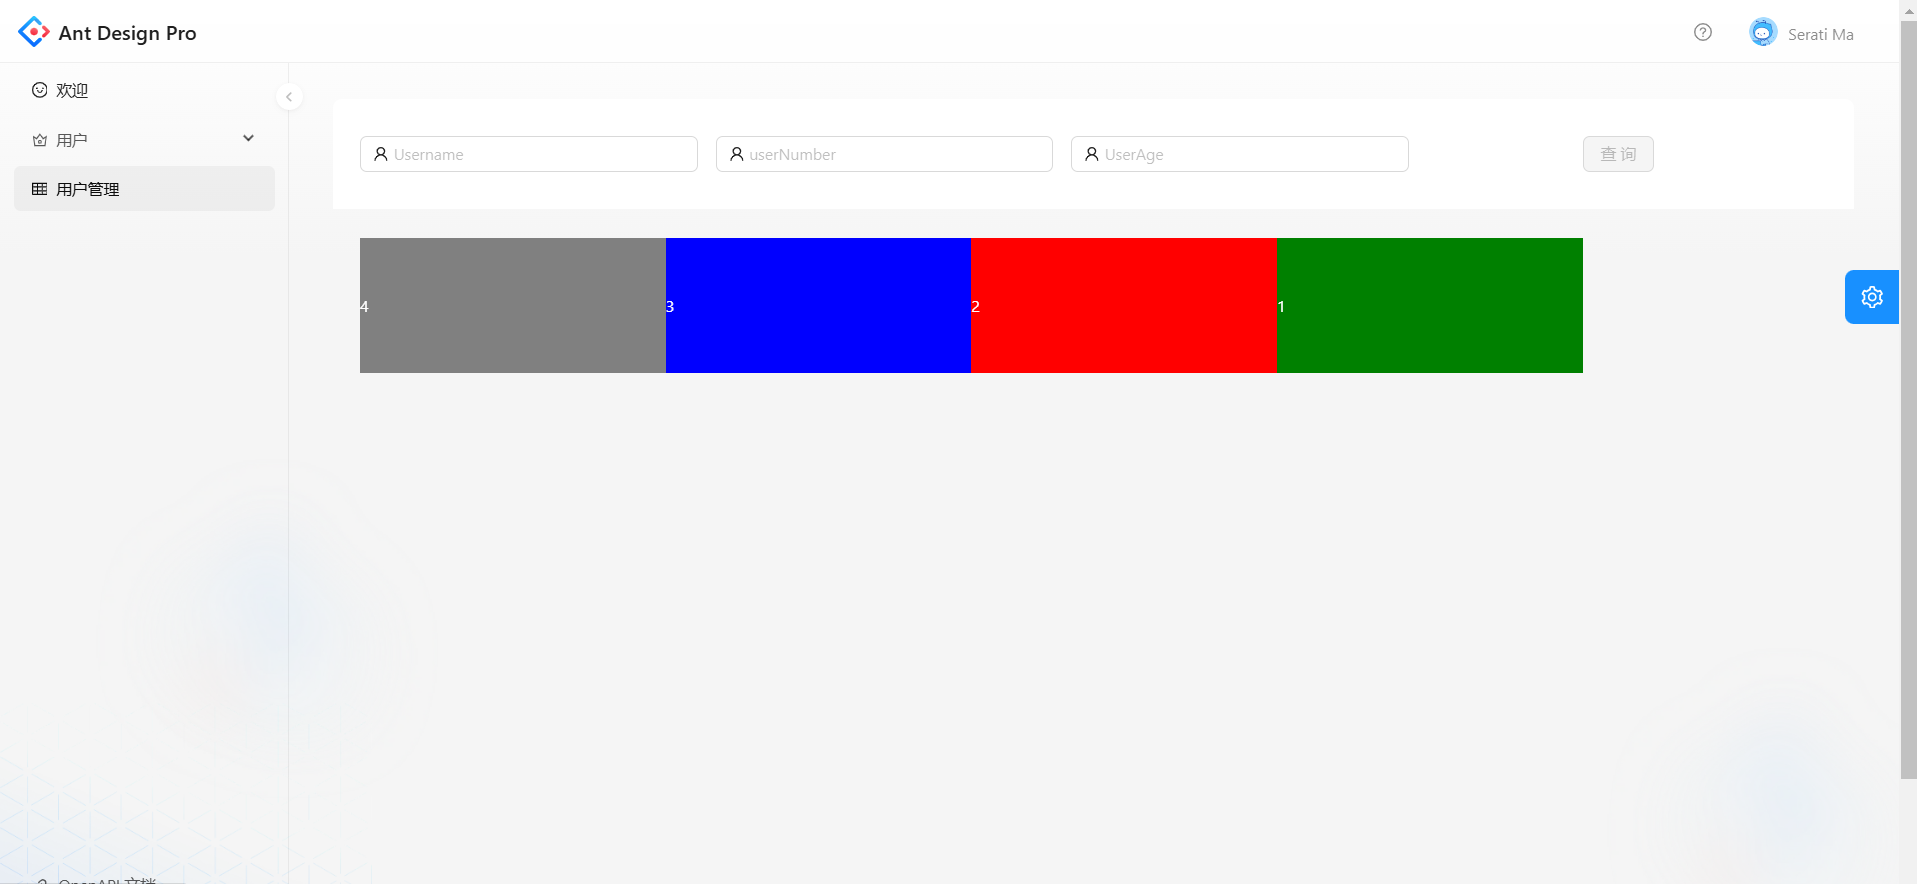 Ant Design Pro
Serati Ma
欢迎
用户
用户管理
Username
userNumber
UserAge
查 询
4
3
2
1
OpenAPI 文档